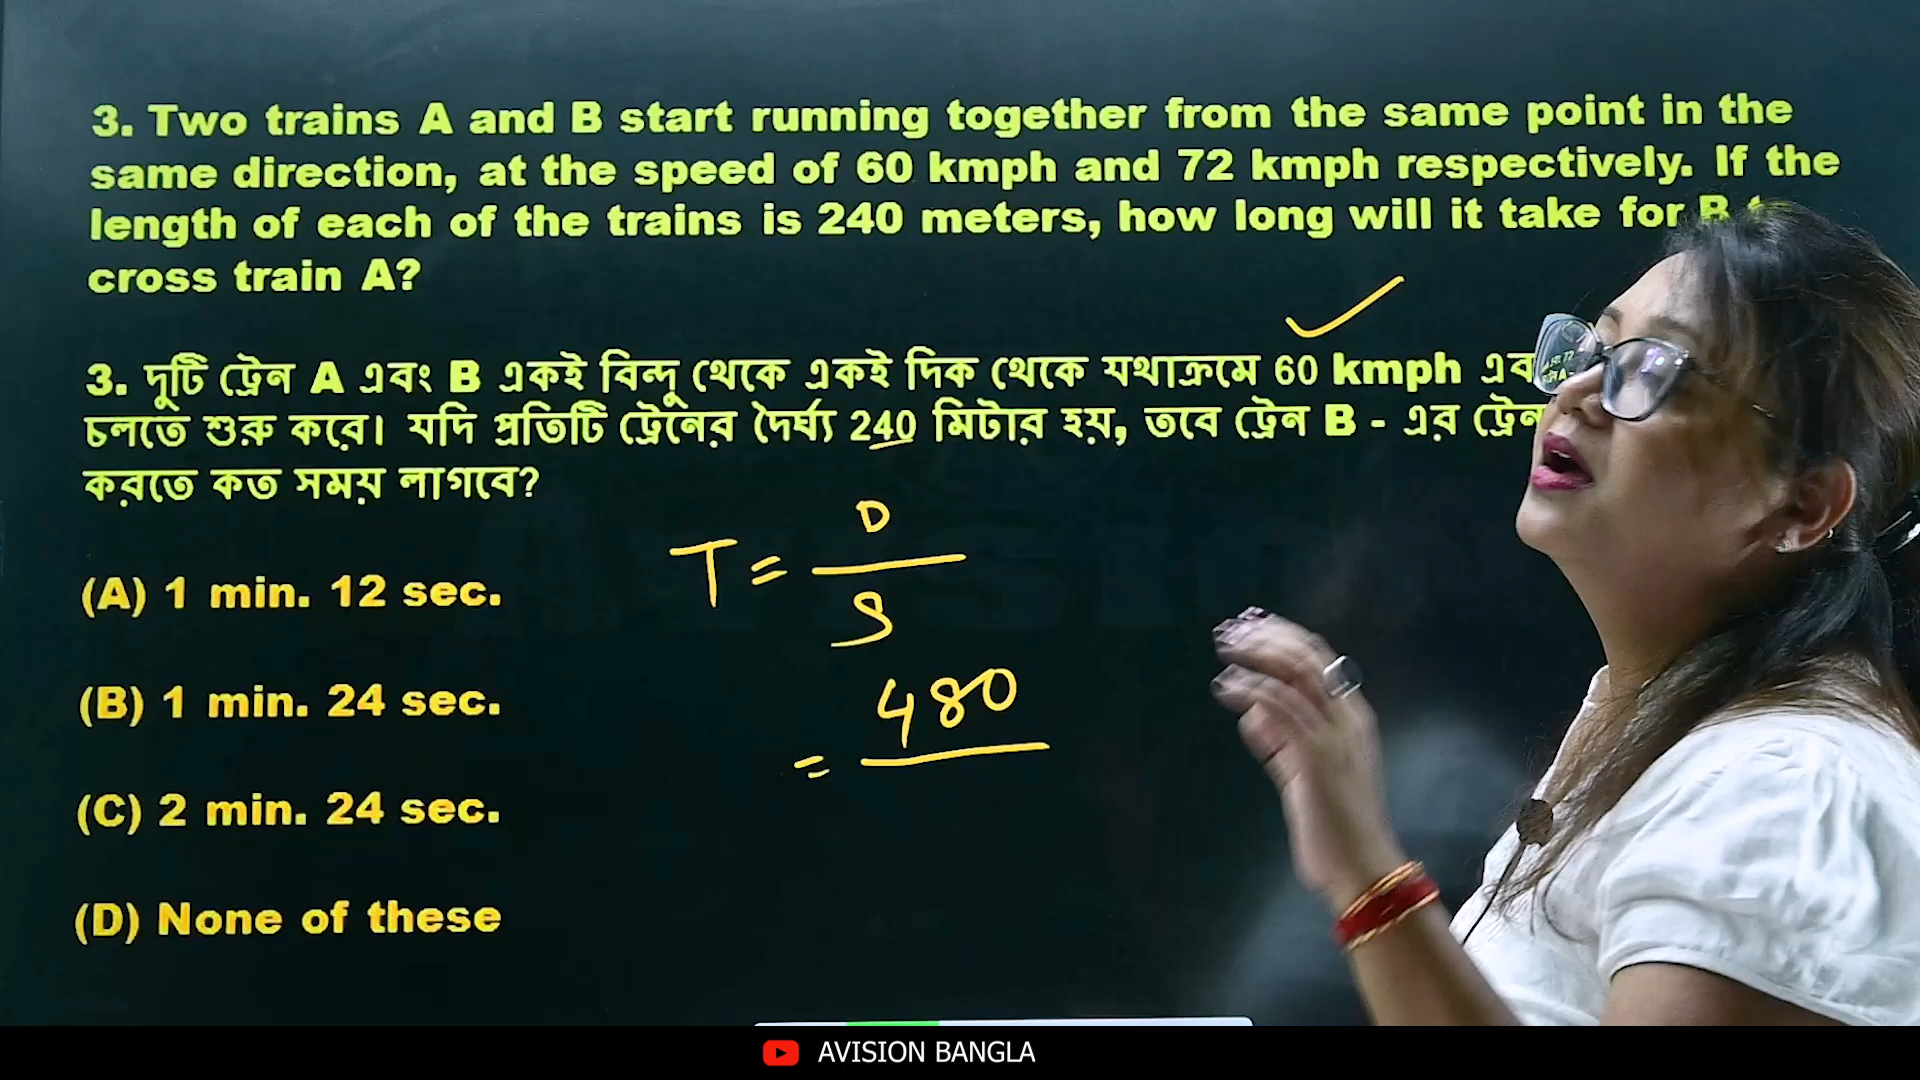 3. Two trains A and B start running together from the same point in the
same direction, at the speed of 60 kmph and 72 kmph respectively. If the
length of each of the trains is 240 meters, how long will it take for B
cross train A?
3. দুটি ট্রেন A এবং B একই বিন্দু থেকে একই দিক থেকে যথাক্রমে 60 kmph
চলতে শুরু করে। যদি প্রতিটি ট্রেনের দৈর্ঘ্য 240 মিটার হয়, তবে ট্রেন B - এর ট্রেন
করতে কত সময় লাগবে?
T = D
S
(A) 1 min. 12 sec.
= 480
(B) 1 min. 24 sec.
(C) 2 min. 24 sec.
(D) None of these
AVISION BANGLA